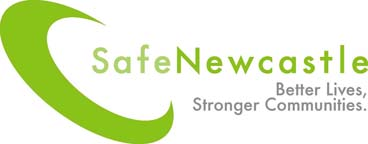 SafeNewcastle
Better Lives,
Stronger Communities.